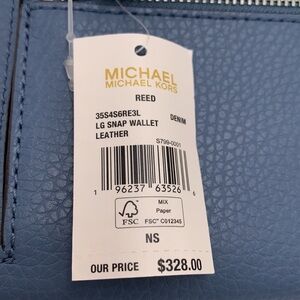 MICHAEL
MICHAEL KORS
REED
35S4S6RE3L DENIM
LG SNAP WALLET
LEATHER
S799-0001
1 96237 63526 6
FSC
MIX
Paper
FSC™ C012345
NS
OUR PRICE $328.00